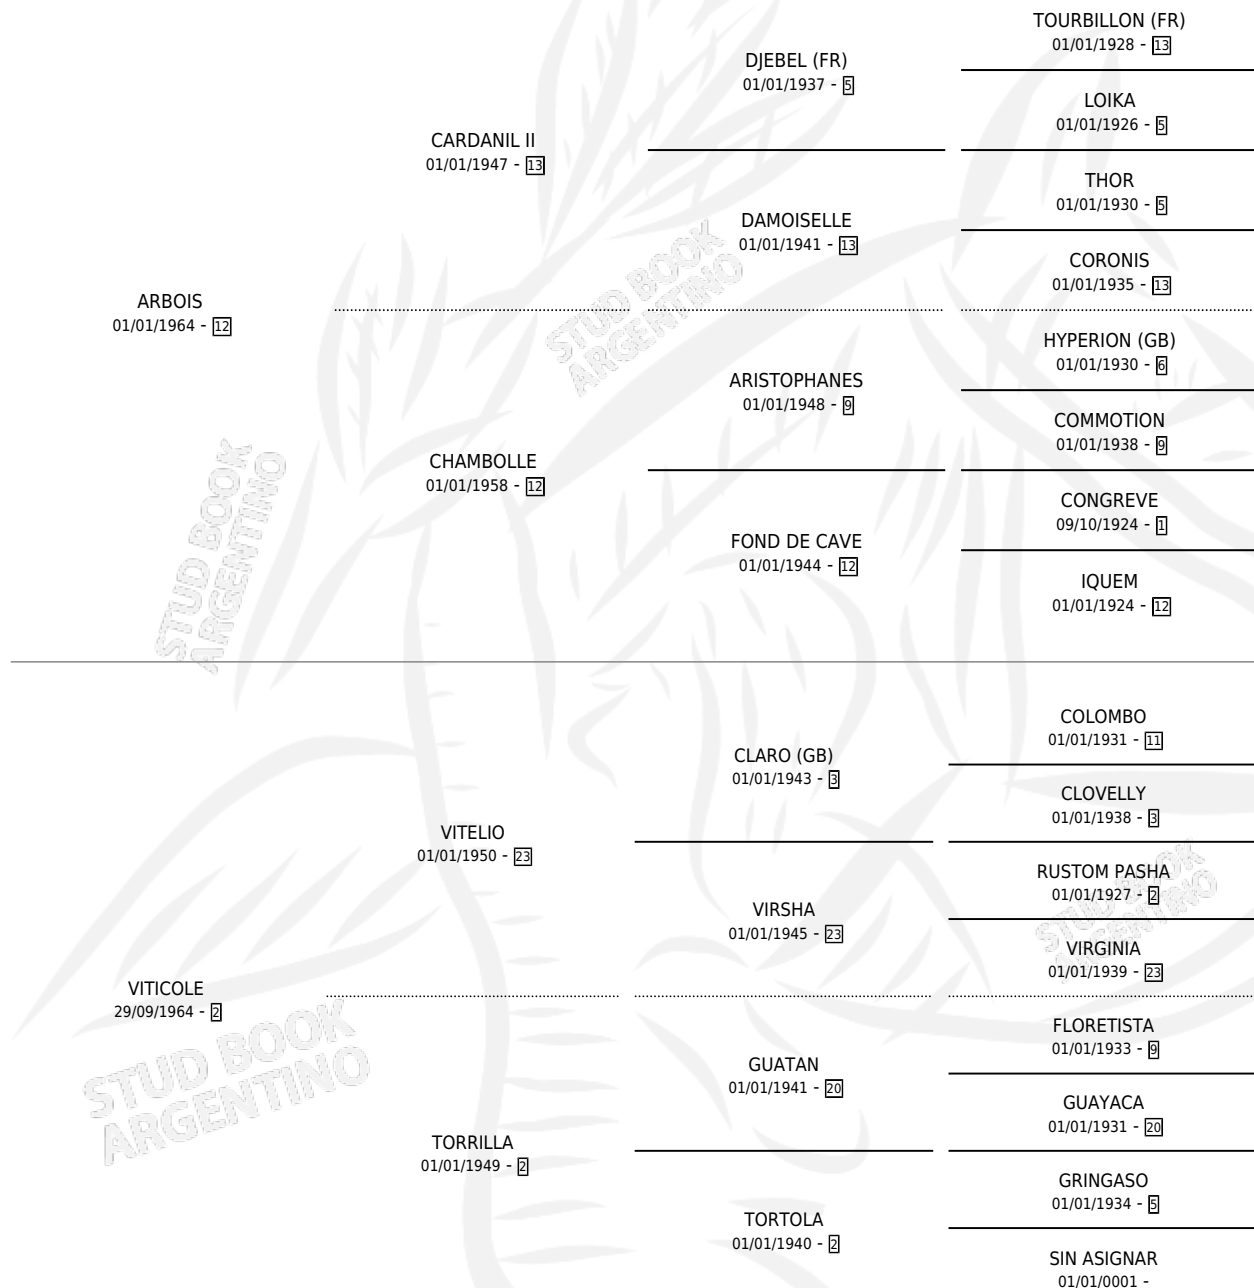 TOURBILLON (FR)
01/01/1928 - 13
DJEBEL (FR)
01/01/1937 - 5
LOIKA
01/01/1926 - 5
CARDANIL II
01/01/1947 - 13
THOR
01/01/1930 - 5
DAMOISELLE
01/01/1941 - 13
CORONIS
01/01/1935 - 13
ARBOIS
01/01/1964 - 12
HYPERION (GB)
01/01/1930 - 6
ARISTOPHANES
01/01/1948 - 9
COMMOTION
01/01/1938 - 9
CHAMBOLLE
01/01/1958 - 12
CONGREVE
09/10/1924 - 1
FOND DE CAVE
01/01/1944 - 12
IQUEM
01/01/1924 - 12
COLOMBO
01/01/1931 - 11
CLARO (GB)
01/01/1943 - 3
CLOVELLY
01/01/1938 - 3
VITELIO
01/01/1950 - 23
RUSTOM PASHA
01/01/1927 - 2
VIRSHA
01/01/1945 - 23
VIRGINIA
01/01/1939 - 23
VITICOLE
29/09/1964 - 2
FLORETISTA
01/01/1933 - 9
GUATAN
01/01/1941 - 20
GUAYACA
01/01/1931 - 20
TORRILLA
01/01/1949 - 2
GRINGASO
01/01/1934 - 5
TORTOLA
01/01/1940 - 2
SIN ASIGNAR
01/01/0001 -
STUD BOOK
ARGENTINO
STUD BOOK
ARGENTINO
STUD BOOK
ARGENTINO
STUD BOOK
ARGENTINO